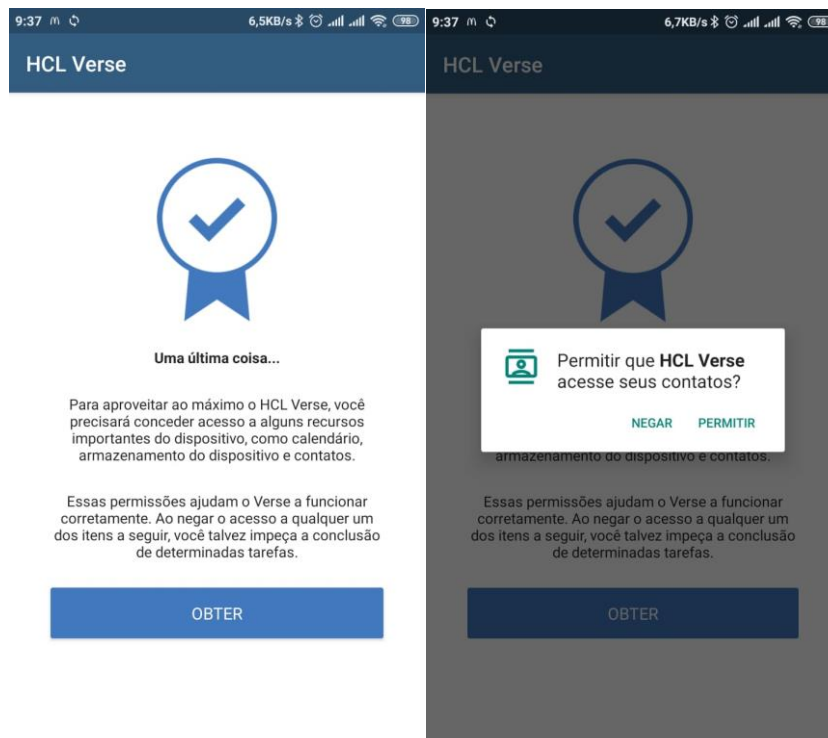 9:37 6,5KB/s 98
HCL Verse
Uma última coisa...
Para aproveitar ao máximo o HCL Verse, você
precisará conceder acesso a alguns recursos
importantes do dispositivo, como calendário,
armazenamento do dispositivo e contatos.
Essas permissões ajudam o Verse a funcionar
corretamente. Ao negar o acesso a qualquer um
dos itens a seguir, você talvez impeça a conclusão
de determinadas tarefas.
OBTER
9:37 6,7KB/s 98
HCL Verse
Permitir que HCL Verse
acesse seus contatos?
NEGAR PERMITIR
armazenamento do dispositivo e contatos.
Essas permissões ajudam o Verse a funcionar
corretamente. Ao negar o acesso a qualquer um
dos itens a seguir, você talvez impeça a conclusão
de determinadas tarefas.
OBTER